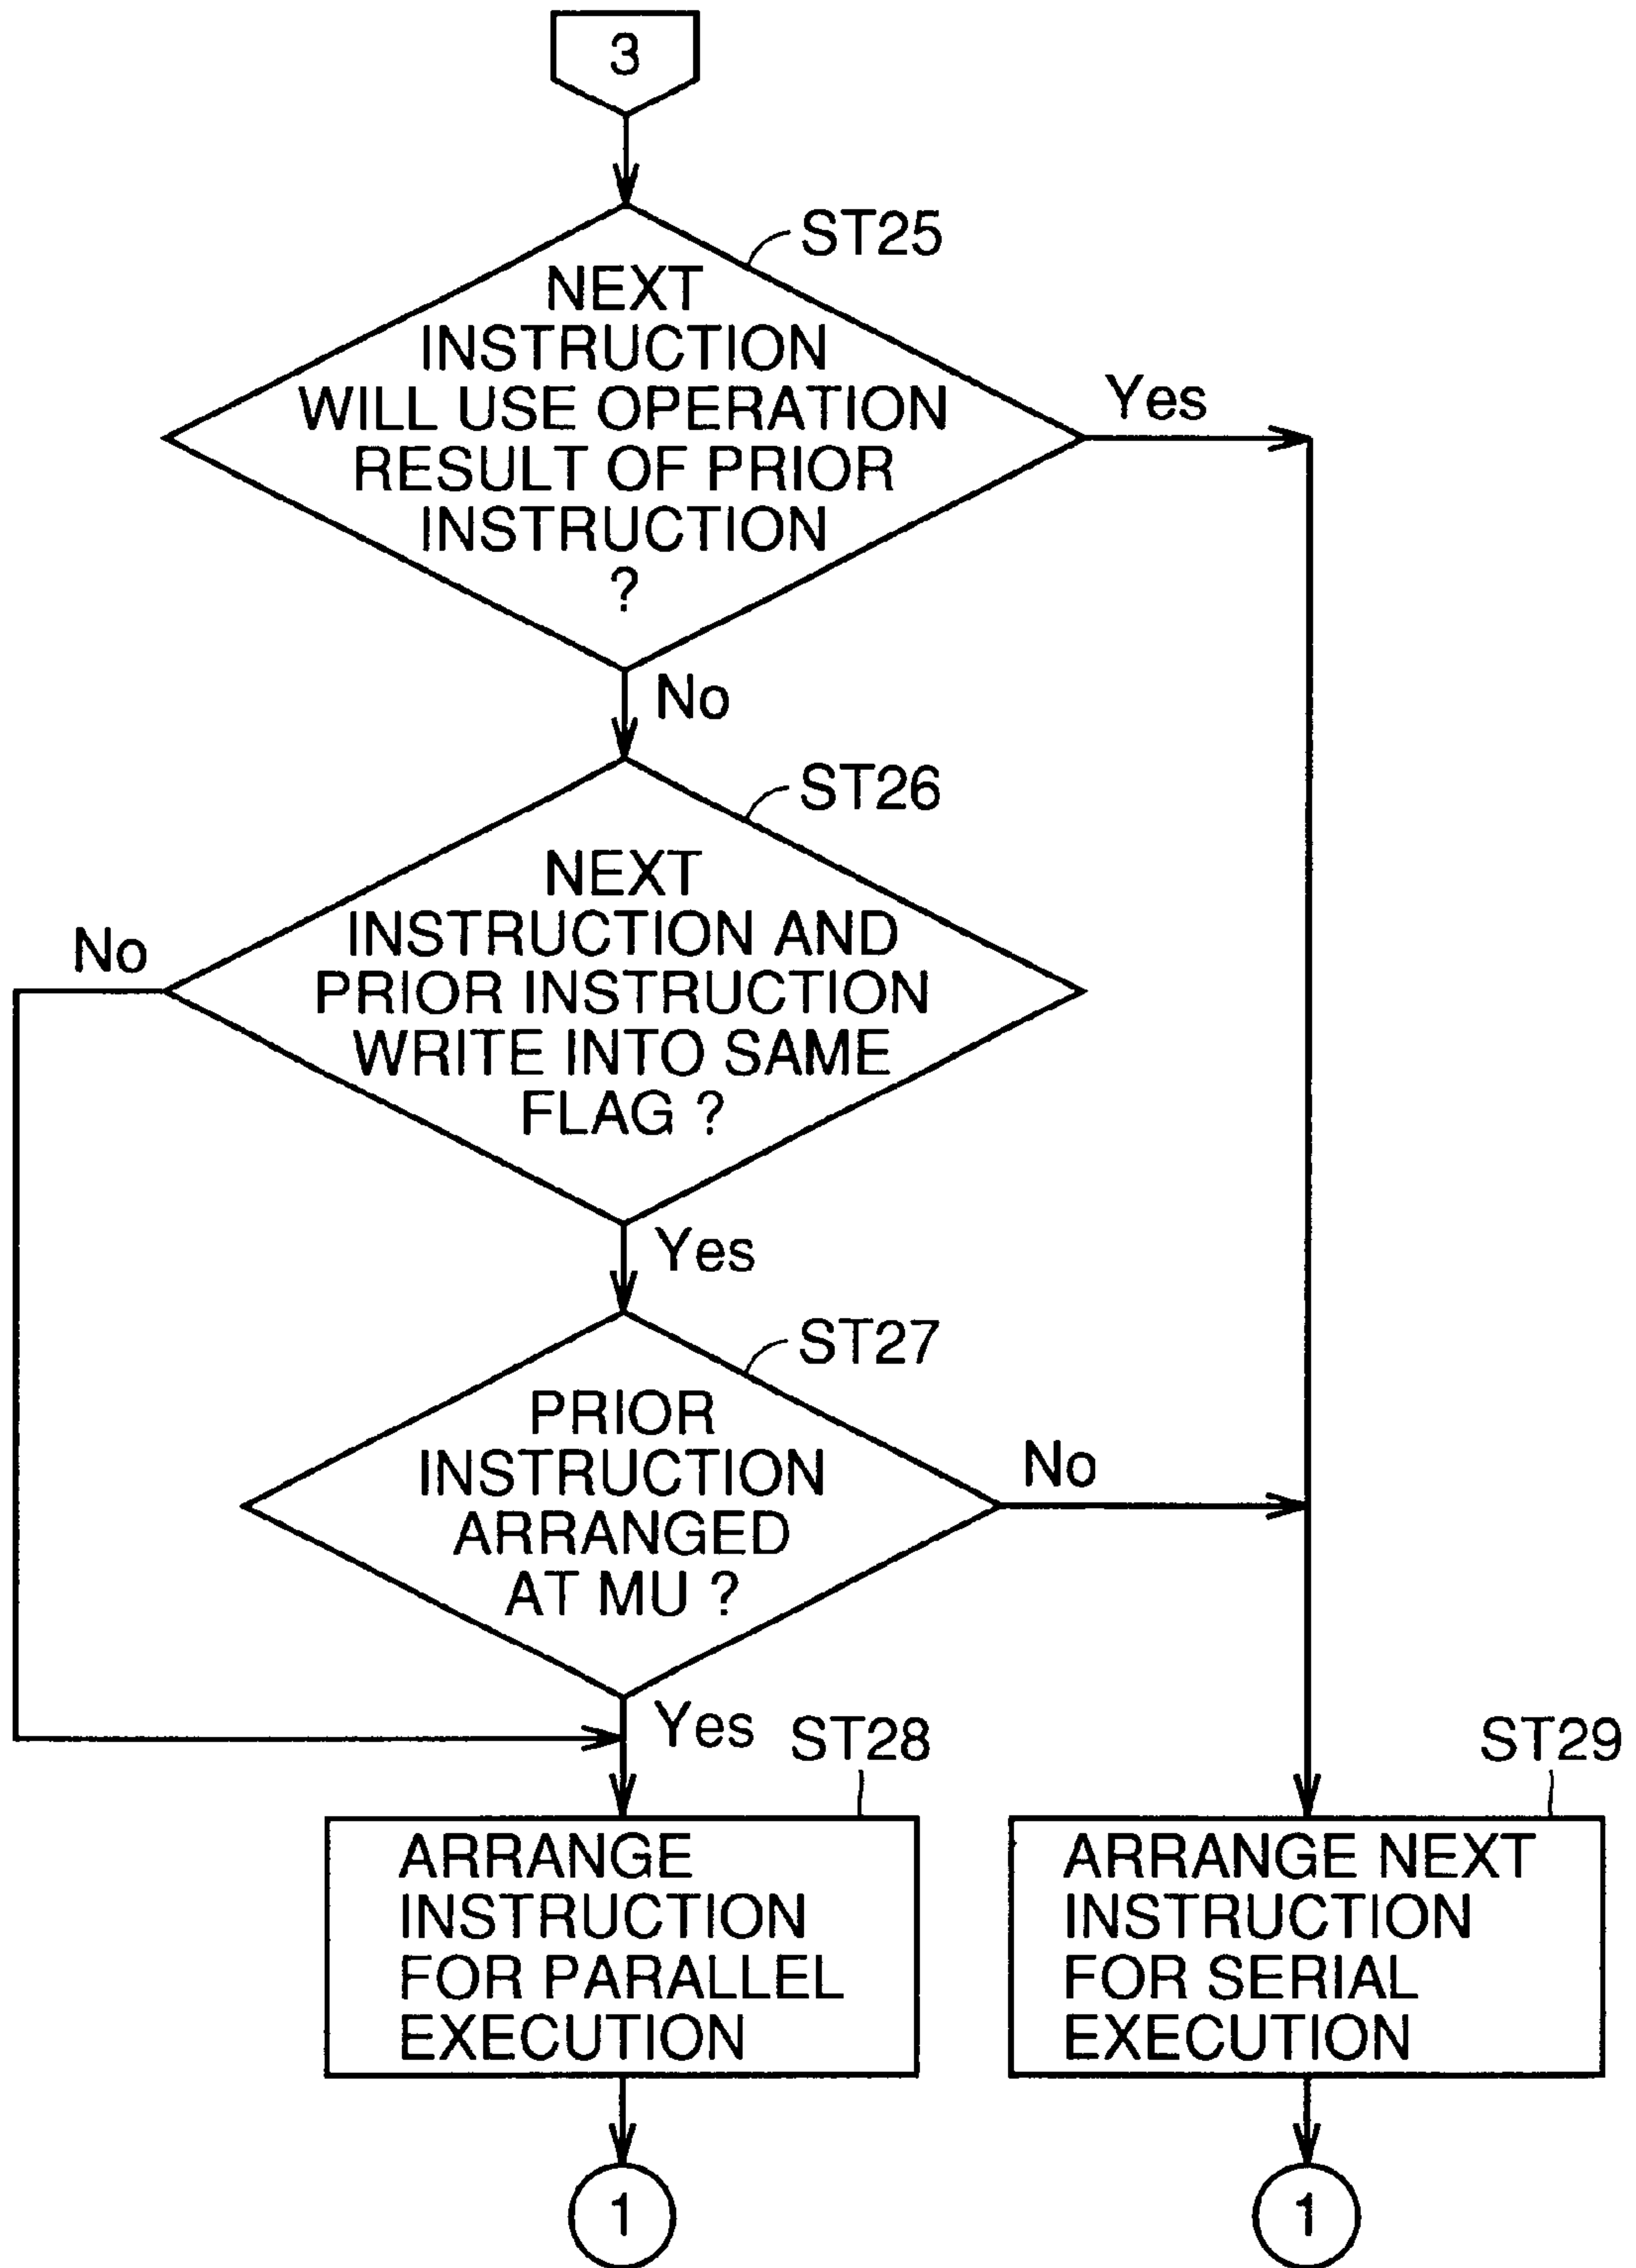 3
ST25
NEXT
INSTRUCTION
WILL USE OPERATION
RESULT OF PRIOR
INSTRUCTION
?
Yes
No
ST26
NEXT
INSTRUCTION AND
PRIOR INSTRUCTION
WRITE INTO SAME
FLAG ?
No
Yes
ST27
PRIOR
INSTRUCTION
ARRANGED
AT MU ?
No
Yes
ST28
ARRANGE
INSTRUCTION
FOR PARALLEL
EXECUTION
ST29
ARRANGE NEXT
INSTRUCTION
FOR SERIAL
EXECUTION
1
1